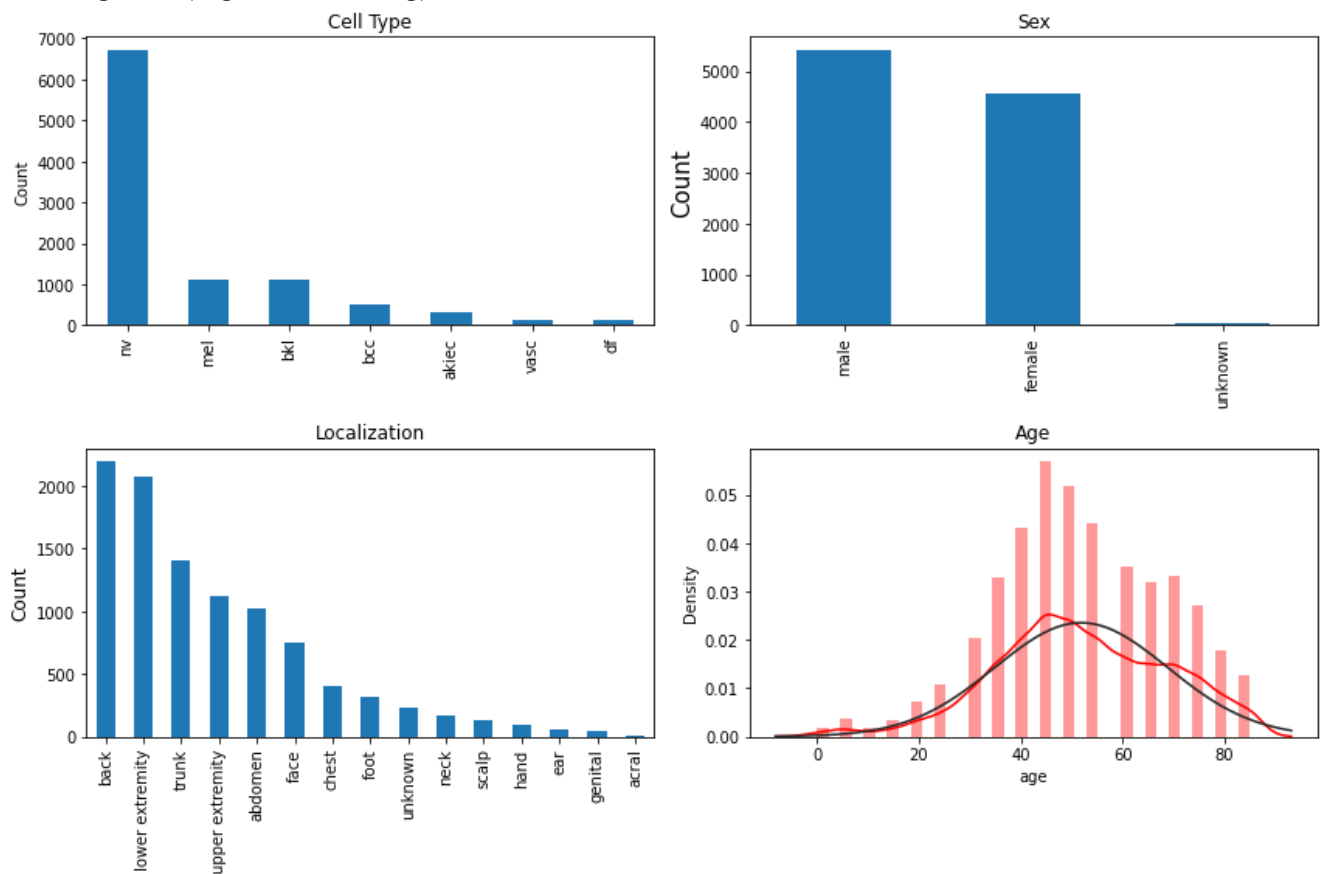 Cell Type
Count
7000
6000
5000
4000
3000
2000
1000
0
nv
mel
bkl
bcc
akiec
vasc
df
Sex
Count
5000
4000
3000
2000
1000
0
male
female
unknown
Localization
Count
2000
1500
1000
500
0
back
lower extremity
trunk
upper extremity
abdomen
face
chest
foot
unknown
neck
scalp
hand
ear
genital
acral
Age
Density
0.05
0.04
0.03
0.02
0.01
0.00
0
20
40
60
80
age